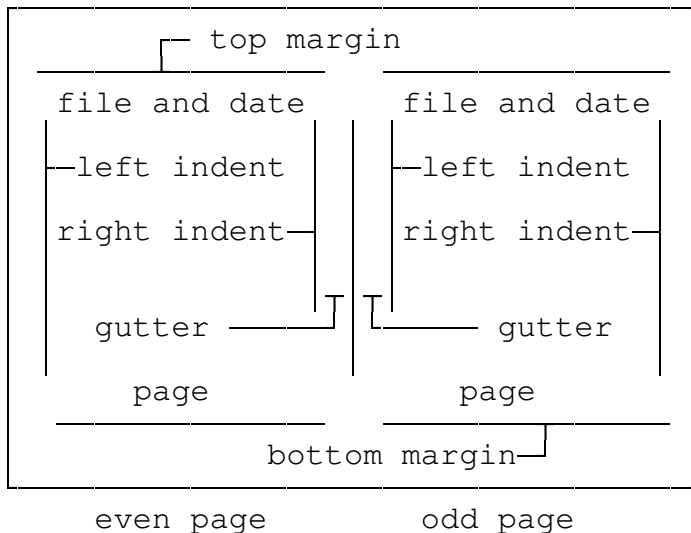 top margin
file and date file and date
left indent left indent
right indent right indent
gutter gutter
page page
bottom margin
even page odd page